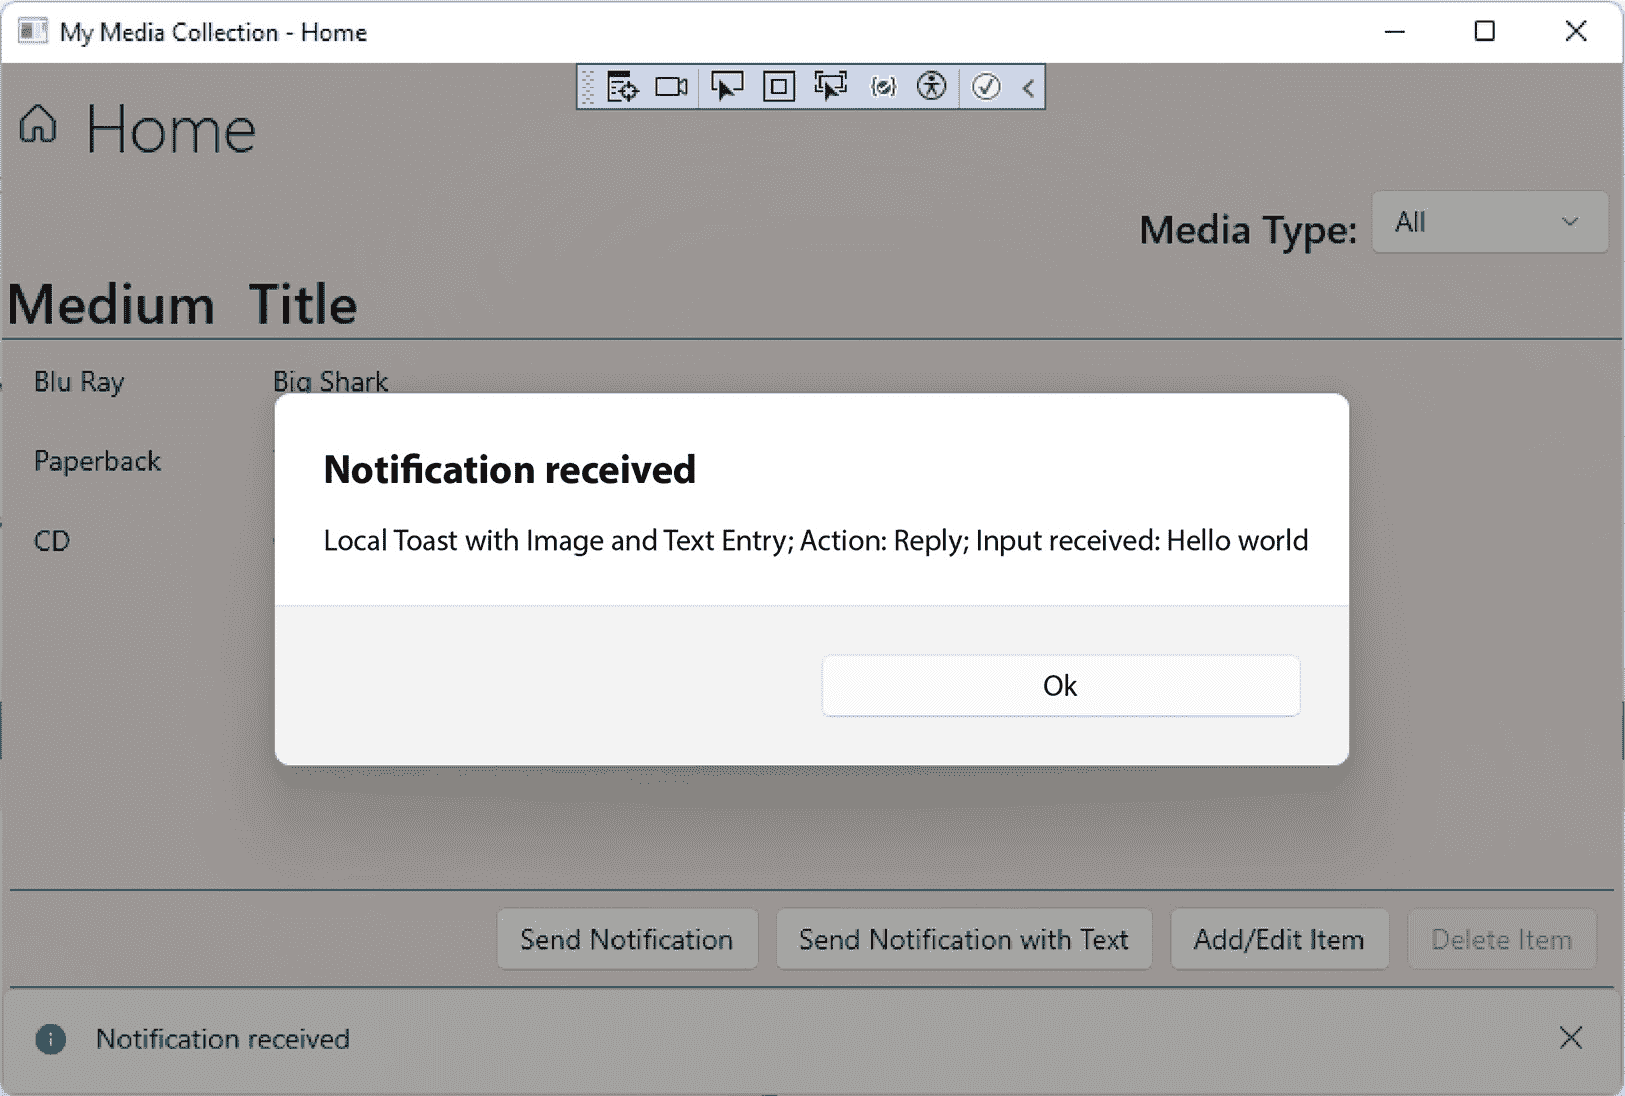 My Media Collection - Home
Home
Media Type: All
Medium Title
Blu Ray Big Shark
Paperback
CD
Notification received
Local Toast with Image and Text Entry; Action: Reply; Input received: Hello world
Ok
Send Notification Send Notification with Text Add/Edit Item Delete Item
Notification received